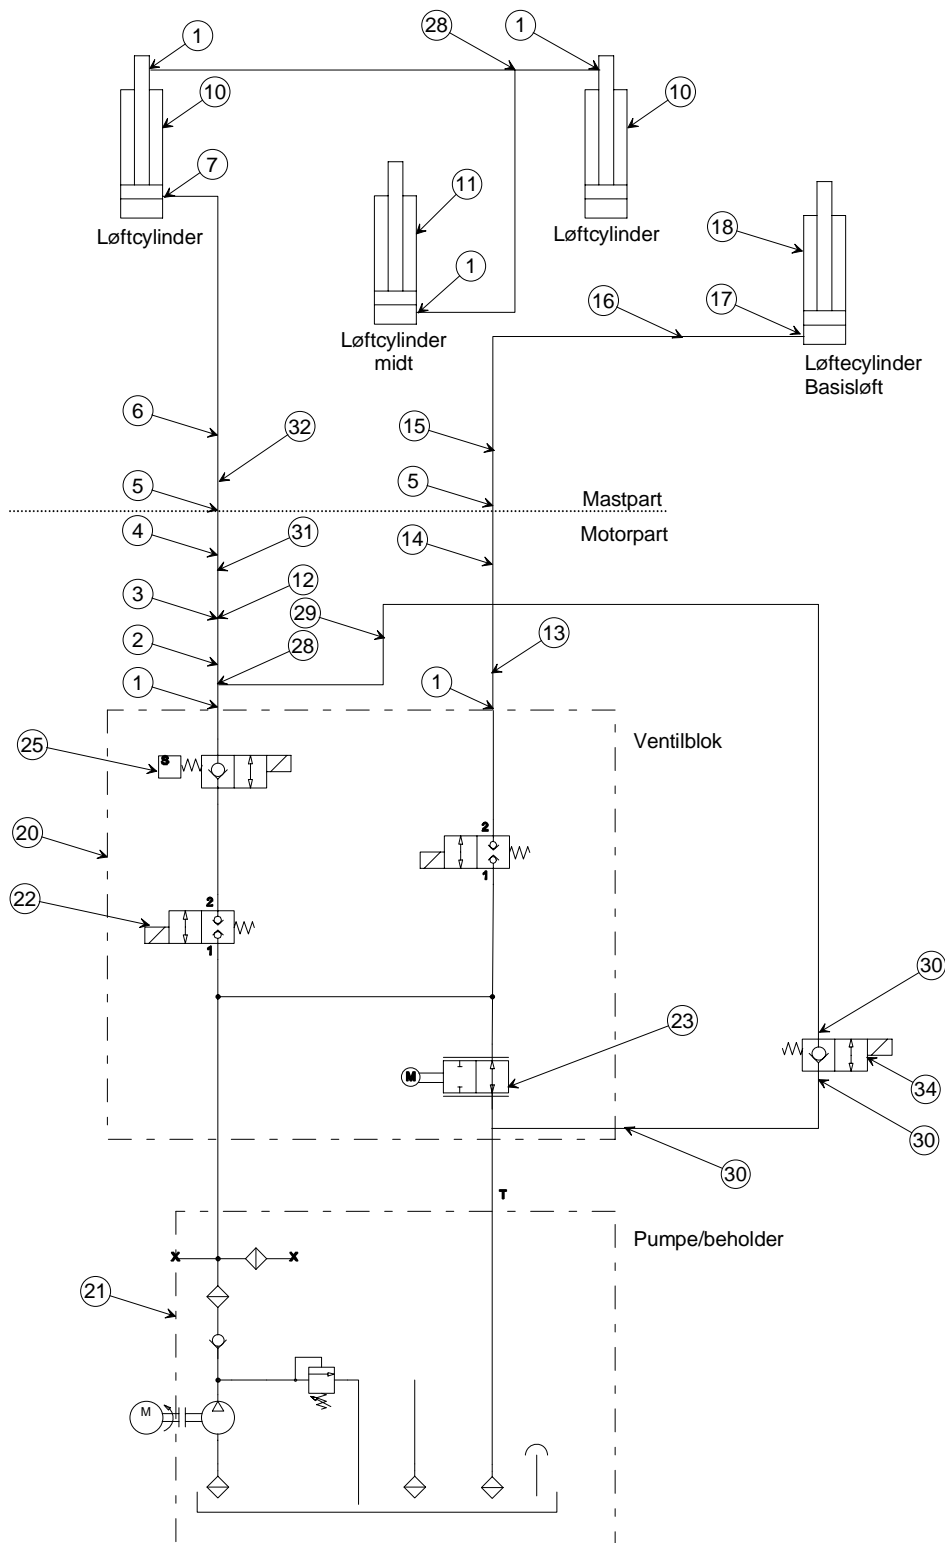 1
28
1
10
10
7
11
18
Løftcylinder
Løftcylinder
1
16
17
Løftcylinder
midt
Løftecylinder
Basisløft
6
32
15
5
5
Mastpart
Motorpart
4
31
14
3
12
29
2
28
13
1
1
25
S
Ventilblok
20
2
1
22
2
1
30
23
M
34
30
30
T
Pumpe/beholder
X
X
21
M